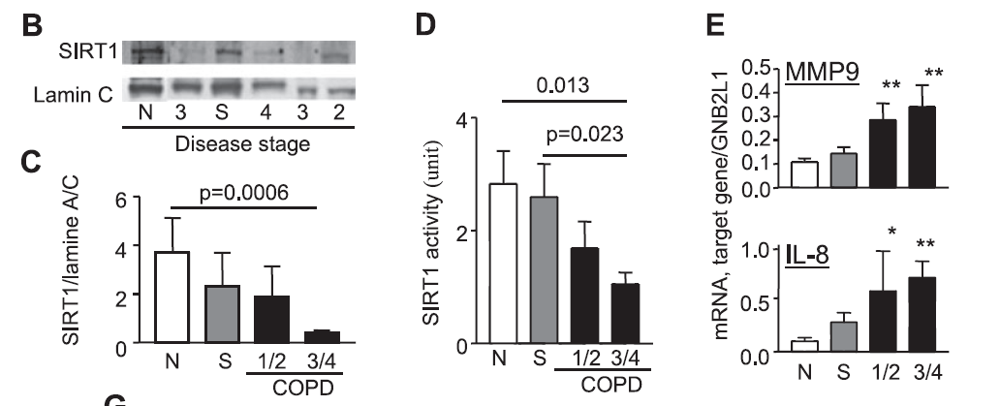 B
SIRT1
Lamin C
N 3 S 4 3 2
Disease stage
C
SIRT1/lamine A/C
6
4
2
0
p=0.0006
N S 1/2 3/4
COPD
D
SIRT1 activity (unit)
4
2
0
0.013
p=0.023
N S 1/2 3/4
COPD
E
mRNA, target gene/GNB2L1
0.5
0.4
0.3
0.2
0.1
0.0
MMP9
** **
1.0
0.5
0.0
IL-8
* **
N S 1/2 3/4